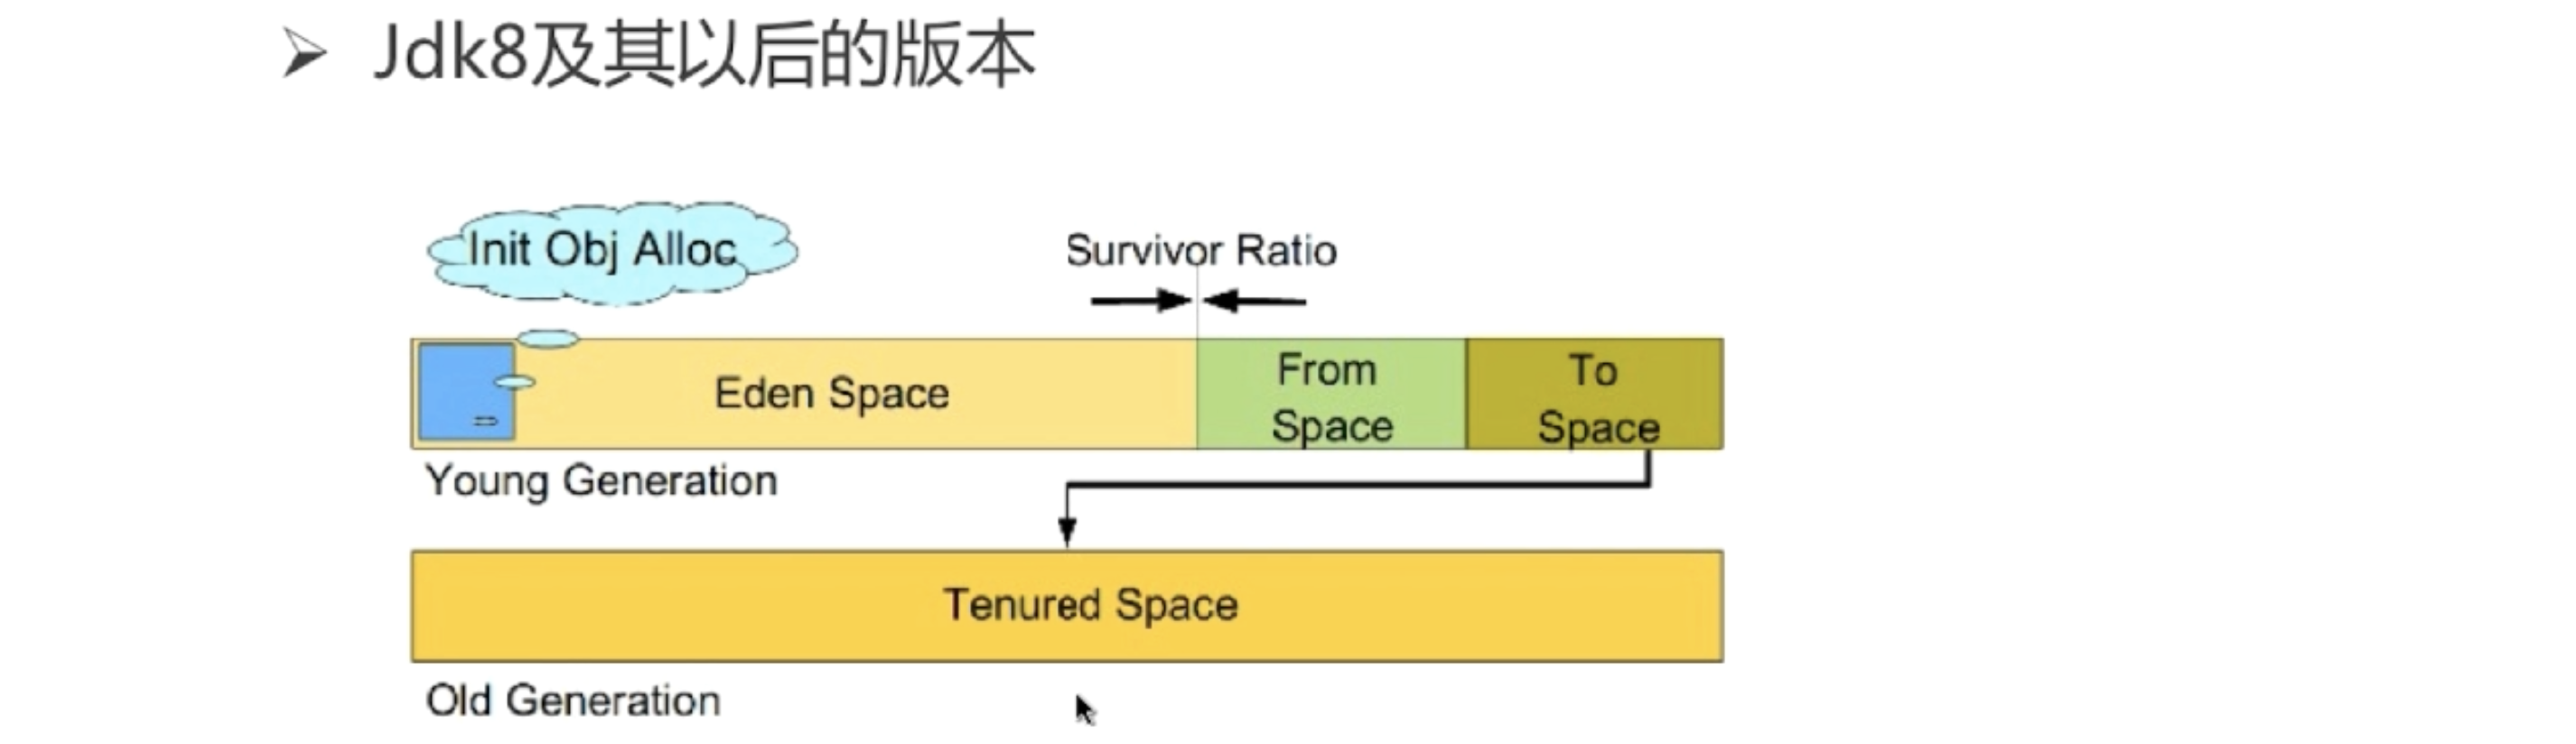 Jdk8及其以后的版本
Init Obj Alloc
Survivor Ratio
Eden Space
From
Space
To
Space
Young Generation
Tenured Space
Old Generation